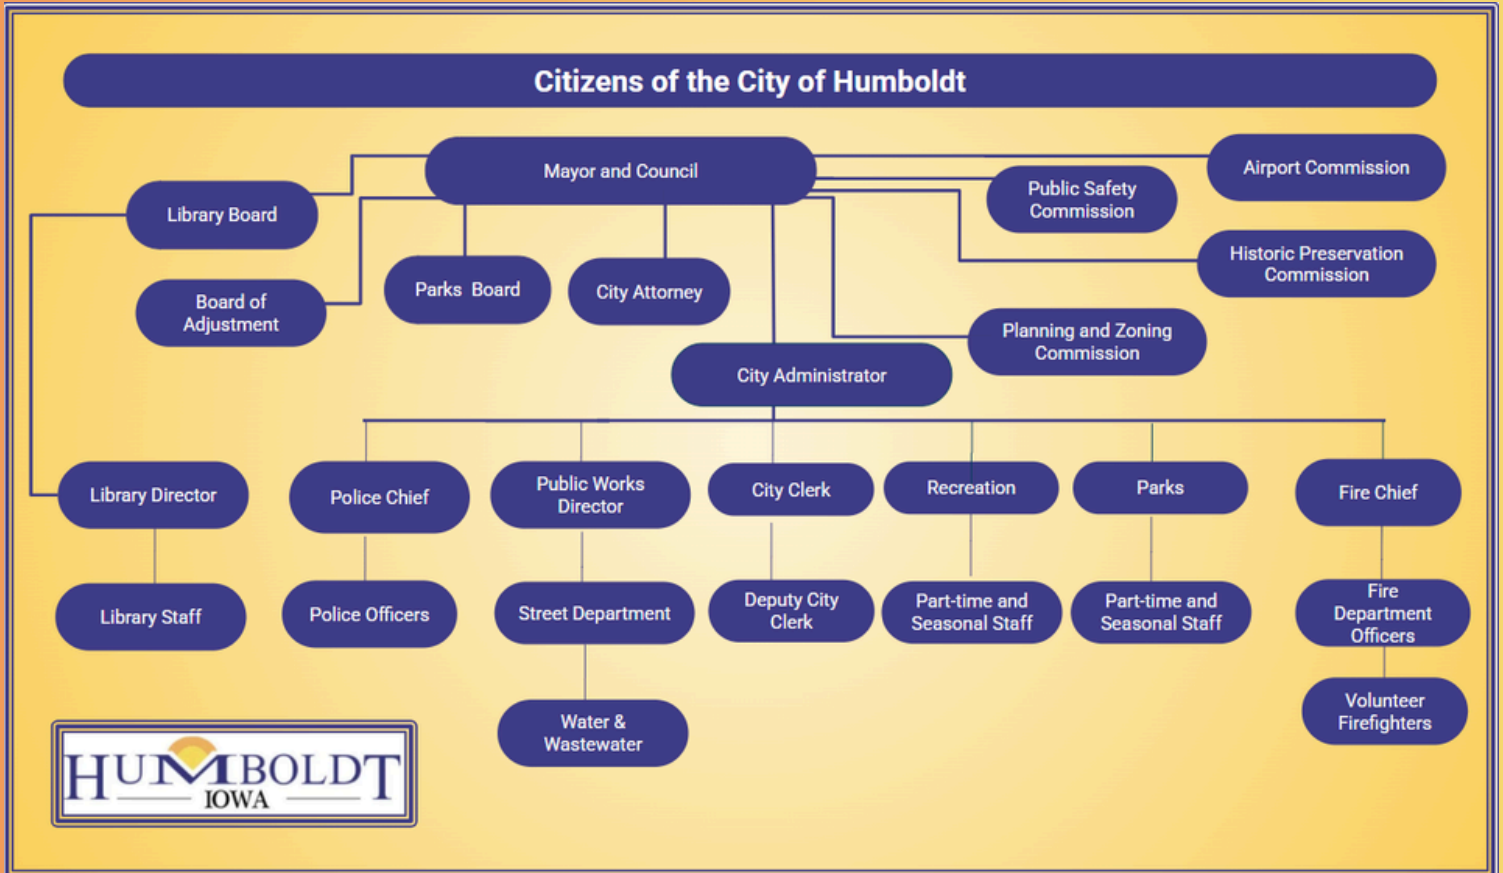 Citizens of the City of Humboldt
Mayor and Council
Airport Commission
Public Safety
Commission
Library Board
Historic Preservation
Commission
Board of
Adjustment
Parks Board
City Attorney
Planning and Zoning
Commission
City Administrator
Library Director
Police Chief
Public Works
Director
City Clerk
Recreation
Parks
Fire Chief
Library Staff
Police Officers
Street Department
Deputy City
Clerk
Part-time and
Seasonal Staff
Part-time and
Seasonal Staff
Fire
Department
Officers
Water &
Wastewater
Volunteer
Firefighters
HUMBOLDT
IOWA